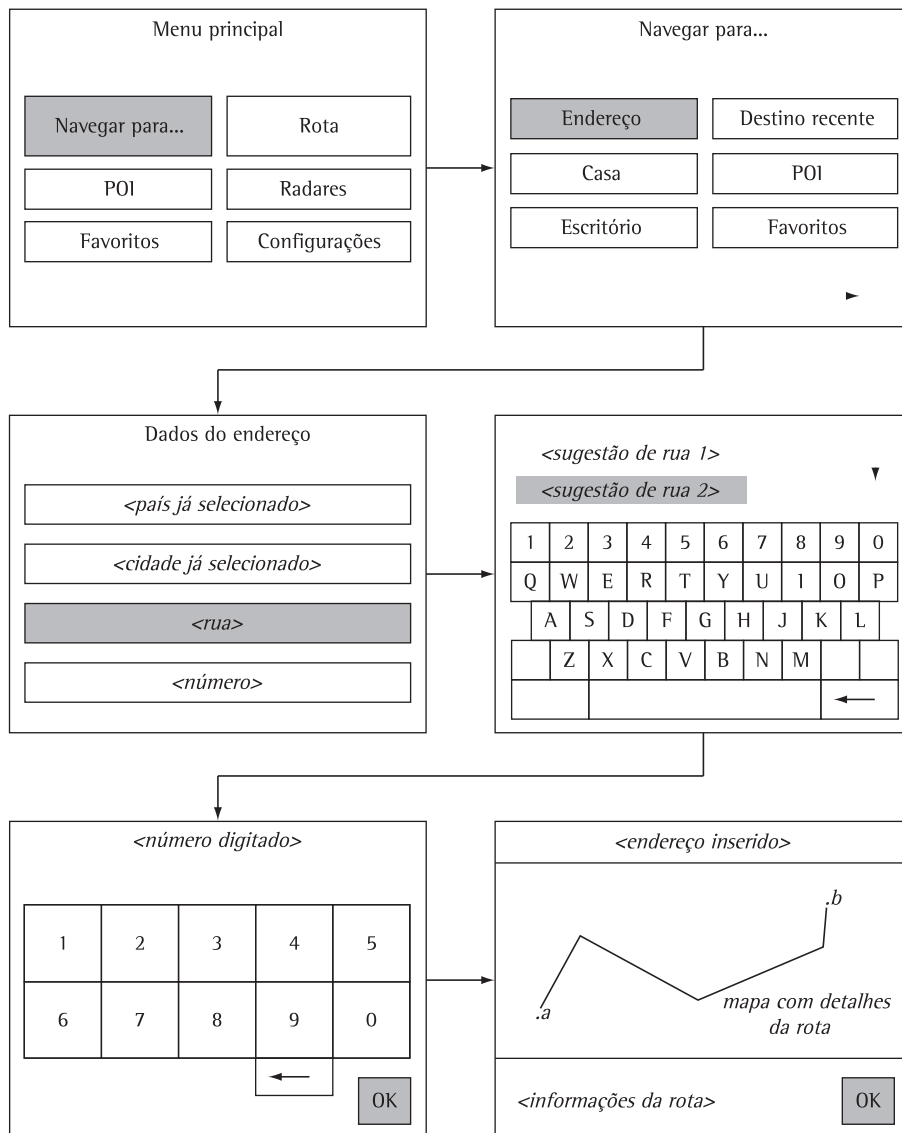 Menu principal
Navegar para...
Rota
POI
Radares
Favoritos
Configurações
Navegar para...
Endereço
Destino recente
Casa
POI
Escritório
Favoritos
Dados do endereço
<país já selecionado>
<cidade já selecionado>
<rua>
<número>
<sugestão de rua 1>
<sugestão de rua 2>
1 2 3 4 5 6 7 8 9 0
Q W E R T Y U I O P
A S D F G H J K L
Z X C V B N M
<número digitado>
1 2 3 4 5
6 7 8 9 0
OK
<endereço inserido>
.b
.a
mapa com detalhes
da rota
<informações da rota>
OK